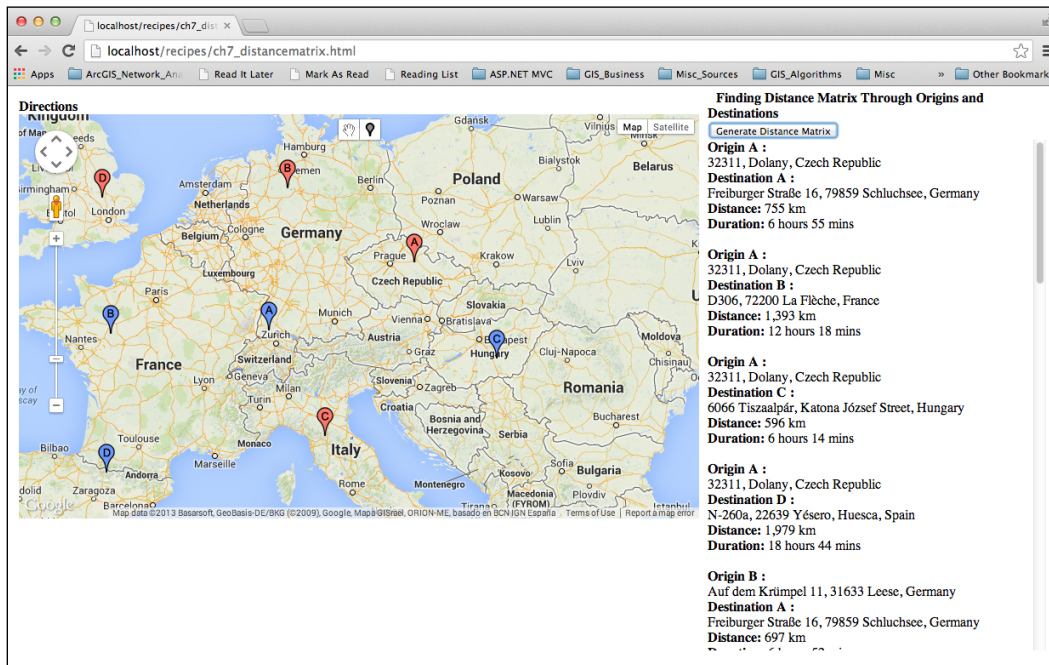 localhost/recipes/ch7_dist
localhost/recipes/ch7_distancematrix.html
Apps ArcGIS_Network_Ana Read It Later Mark As Read Reading List ASP.NET MVC GIS_Business Misc_Sources GIS_Algorithms Misc » Other Bookmark
Directions
Map Satellite
Gdansk
Vilnius
Hamburg
Bialystok
Belarus
B
emen
Berlin
Poland
Amsterdam
Netherlands
Poznan
Warsaw
D
London
Lublin
Wroclaw
Belgium
Cologne
Germany
A
Prague
Krakow
Lviv
Luxembourg
Czech Republic
Paris
Slovakia
B
A
Munich
Vienna
Bratislava
C
Moldova
Nantes
Zurich
Austria
Hungary
Cluj-Napoca
Chisinau
France
Switzerland
Graz
Lyon
Geneva
Milan
Slovenia
Zagreb
Romania
Turin
Croatia
C
Bosnia and
Herzegovina
Bucharest
Serbia
Bilbao
D
Toulouse
Monaco
Italy
Marseille
Andorra
Sofia
Bulgaria
Kosovo
Zaragoza
Rome
Montenegro
Macedonia
(FYROM)
Plovdiv
Barcelona
Istanbul
Google
Map data ©2013 Basarsoft, GeoBasis-DE/BKG (©2009), Google, Mapa GISrael, ORION-ME, basado en BCN IGN España
Terms of Use
Report a map error
Finding Distance Matrix Through Origins and
Destinations
Generate Distance Matrix
Origin A :
32311, Dolany, Czech Republic
Destination A :
Freiburger Straße 16, 79859 Schluchsee, Germany
Distance: 755 km
Duration: 6 hours 55 mins
Origin A :
32311, Dolany, Czech Republic
Destination B :
D306, 72200 La Flèche, France
Distance: 1,393 km
Duration: 12 hours 18 mins
Origin A :
32311, Dolany, Czech Republic
Destination C :
6066 Tiszaalpár, Katona József Street, Hungary
Distance: 596 km
Duration: 6 hours 14 mins
Origin A :
32311, Dolany, Czech Republic
Destination D :
N-260a, 22639 Yésero, Huesca, Spain
Distance: 1,979 km
Duration: 18 hours 44 mins
Origin B :
Auf dem Krümpel 11, 31633 Leese, Germany
Destination A :
Freiburger Straße 16, 79859 Schluchsee, Germany
Distance: 697 km